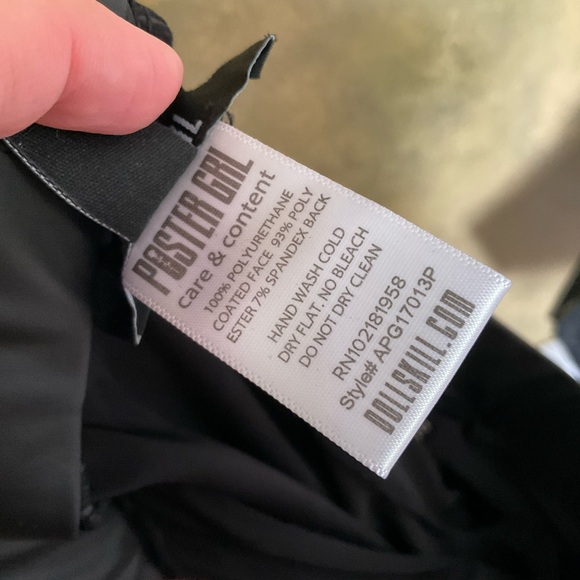 POSTER GRL
care & content
100% POLYURETHANE
COATED FACE 93% POLY
ESTER 7% SPANDEX BACK
HAND WASH COLD
DRY FLAT. NO BLEACH
DO NOT DRY CLEAN
RN102181958
Style# APG17013P
DOLLSKILL.COM